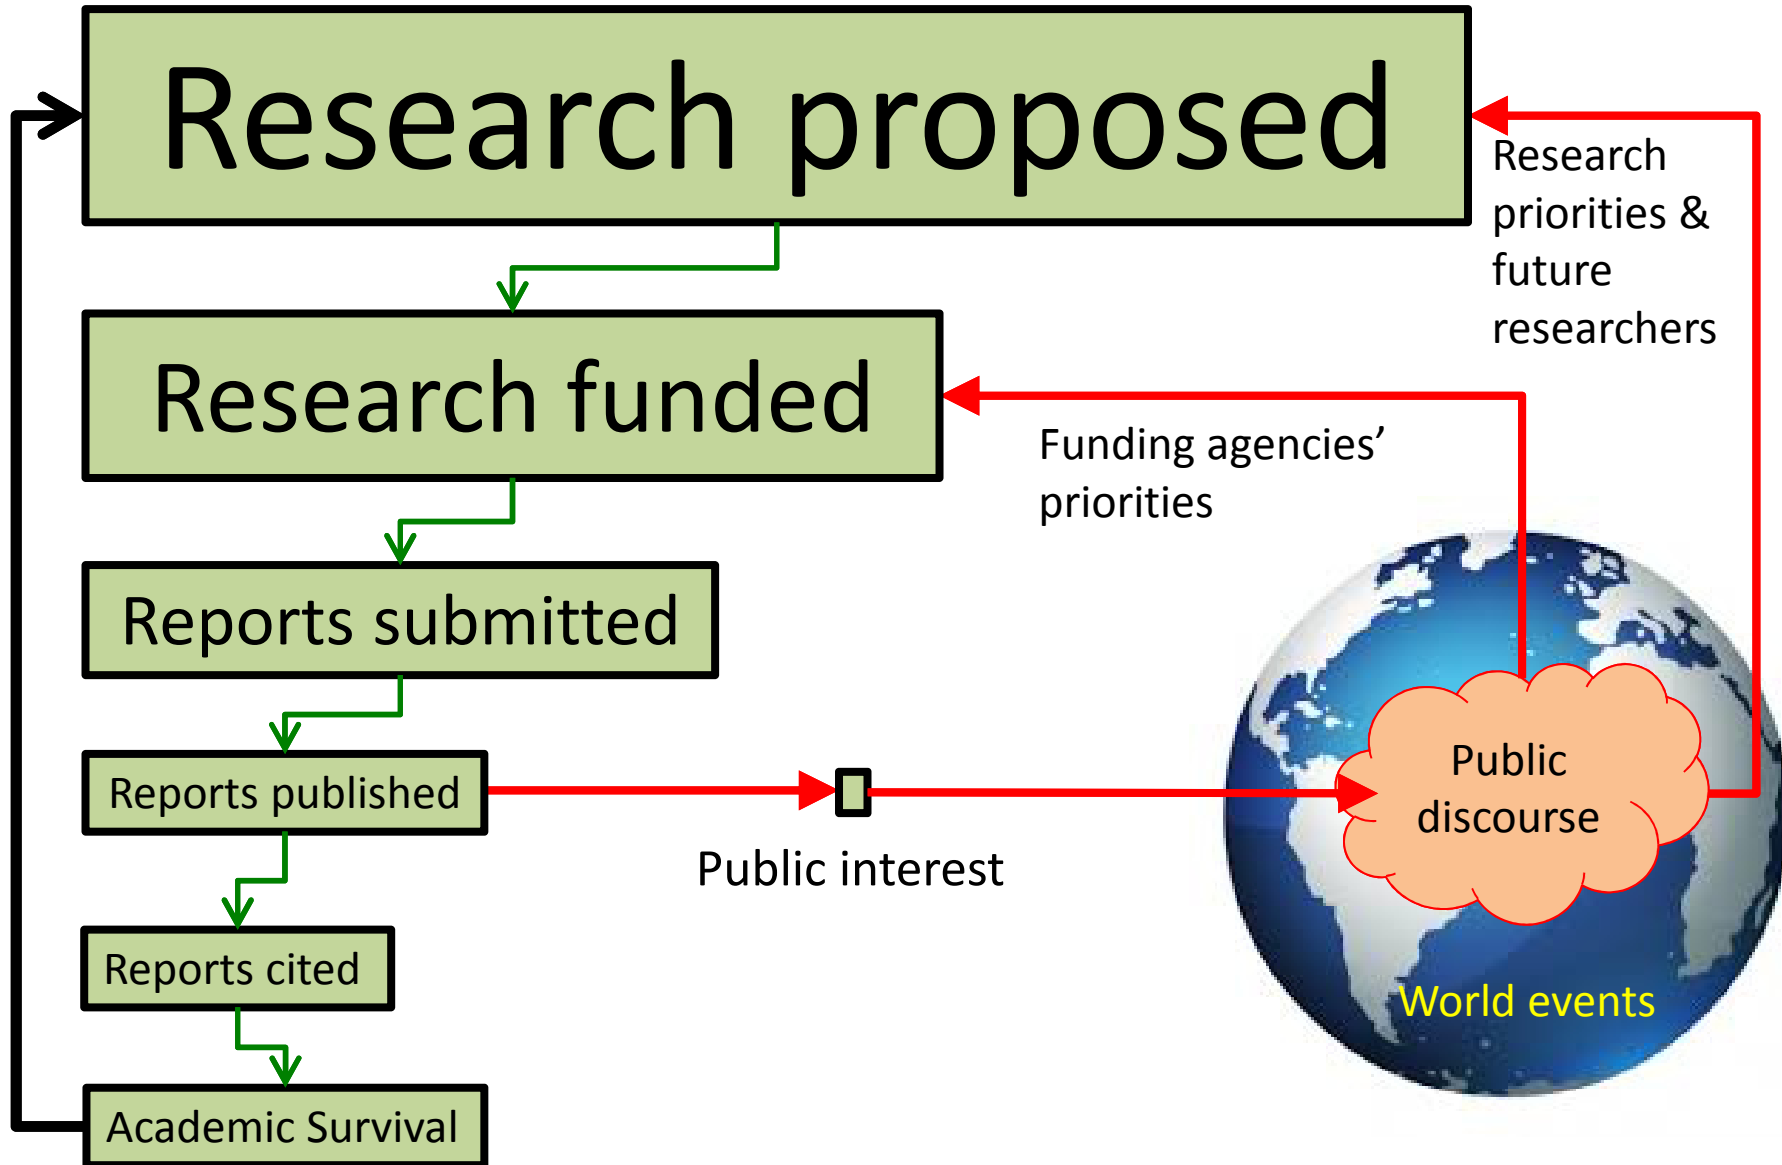 Research proposed
Research
priorities &
future
researchers
Research funded
Funding agencies’
priorities
Reports submitted
Reports published
Public interest
Public
discourse
Reports cited
World events
Academic Survival